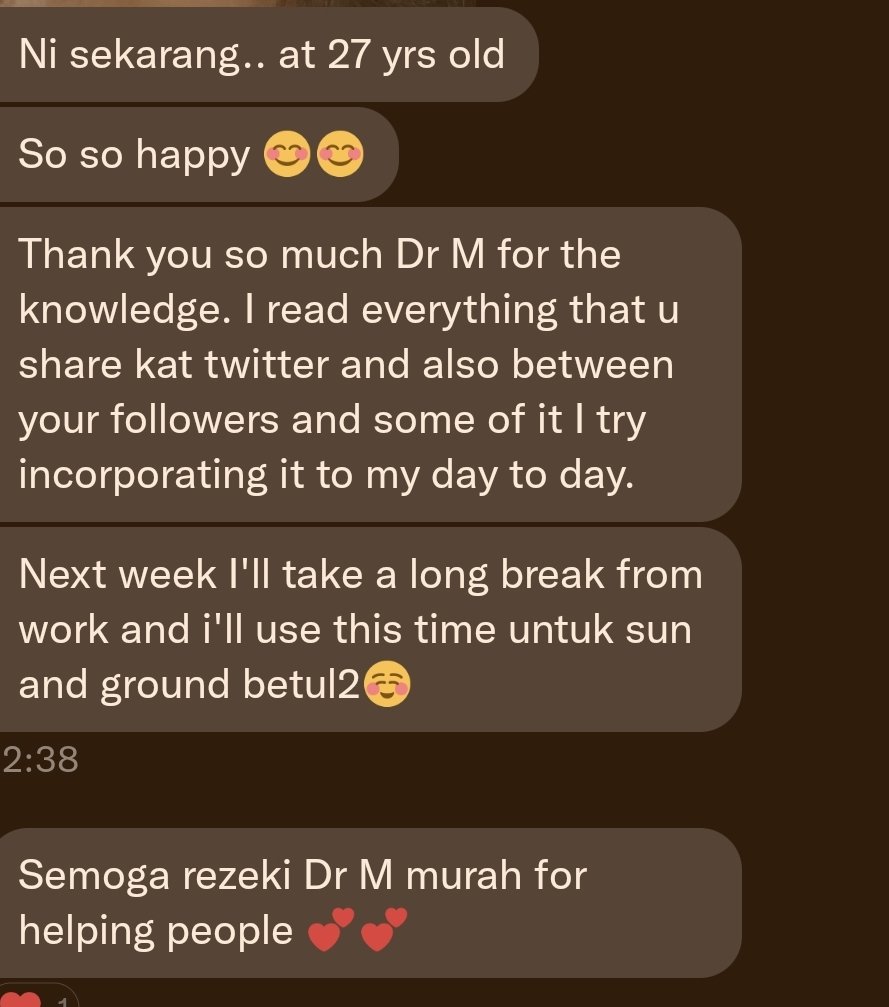 Ni sekarang.. at 27 yrs old
So so happy 😊😊
Thank you so much Dr M for the
knowledge. I read everything that u
share kat twitter and also between
your followers and some of it I try
incorporating it to my day to day.
Next week I'll take a long break from
work and i'll use this time untuk sun
and ground betul2☺️
2:38
Semoga rezeki Dr M murah for
helping people 💕💕
❤️ 1